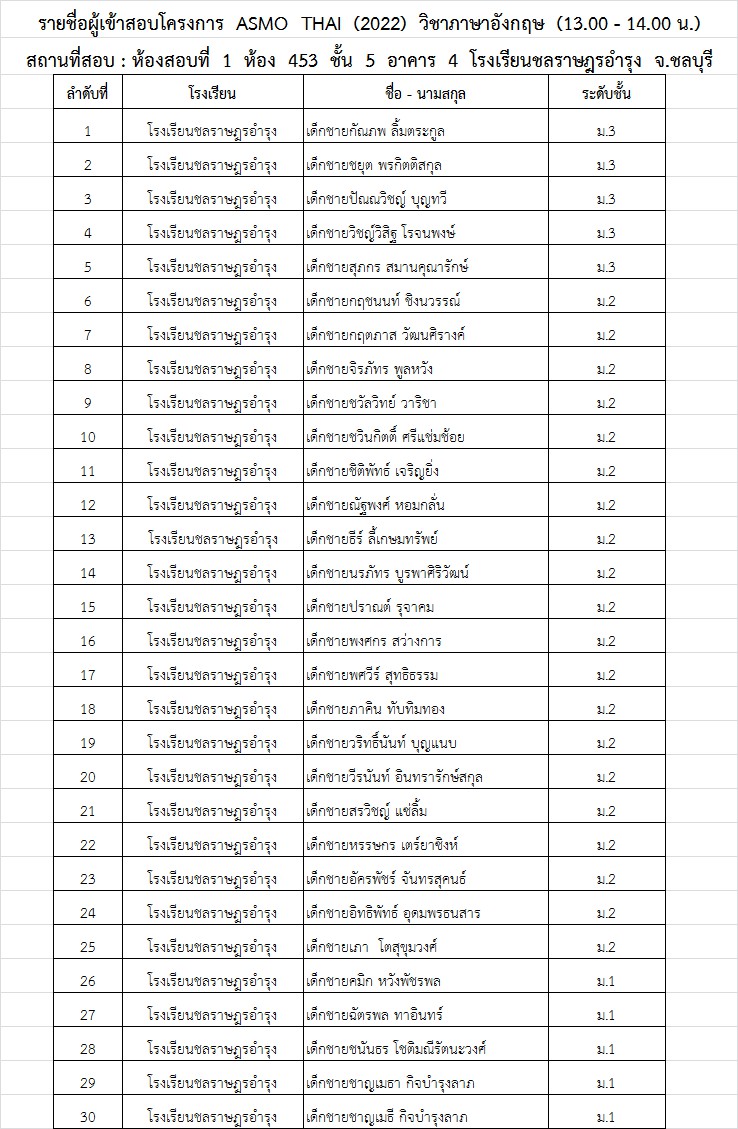 รายชื่อผู้เข้าสอบโครงการ ASMO THAI (2022) วิชาภาษาอังกฤษ (13.00 - 14.00 น.)
สถานที่สอบ : ห้องสอบที่ 1 ห้อง 453 ชั้น 5 อาคาร 4 โรงเรียนชลราษฎรอำรุง จ.ชลบุรี
ลำดับที่ โรงเรียน ชื่อ - นามสกุล ระดับชั้น
1 โรงเรียนชลราษฎรอำรุง เด็กชายกัณภพ ลิ้มตระกูล ม.3
2 โรงเรียนชลราษฎรอำรุง เด็กชายชยุต พรกิตติสกุล ม.3
3 โรงเรียนชลราษฎรอำรุง เด็กชายปัณณวิชญ์ บุญทวี ม.3
4 โรงเรียนชลราษฎรอำรุง เด็กชายวิชญ์วิสิฐ โรจนพงษ์ ม.3
5 โรงเรียนชลราษฎรอำรุง เด็กชายสุภกร สมานคุณารักษ์ ม.3
6 โรงเรียนชลราษฎรอำรุง เด็กชายกฤชนนท์ ชิงนวรรณ์ ม.2
7 โรงเรียนชลราษฎรอำรุง เด็กชายกฤตภาส วัฒนศิรางค์ ม.2
8 โรงเรียนชลราษฎรอำรุง เด็กชายจิรภัทร พูลหวัง ม.2
9 โรงเรียนชลราษฎรอำรุง เด็กชายชวัลวิทย์ วาริชา ม.2
10 โรงเรียนชลราษฎรอำรุง เด็กชายชวินกิตติ์ ศรีแช่มช้อย ม.2
11 โรงเรียนชลราษฎรอำรุง เด็กชายชิติพัทธ์ เจริญยิ่ง ม.2
12 โรงเรียนชลราษฎรอำรุง เด็กชายณัฐพงศ์ หอมกลั่น ม.2
13 โรงเรียนชลราษฎรอำรุง เด็กชายธีร์ ลี้เกษมทรัพย์ ม.2
14 โรงเรียนชลราษฎรอำรุง เด็กชายนรภัทร บูรพาศิริวัฒน์ ม.2
15 โรงเรียนชลราษฎรอำรุง เด็กชายปราณต์ รุจาคม ม.2
16 โรงเรียนชลราษฎรอำรุง เด็กชายพงศกร สว่างการ ม.2
17 โรงเรียนชลราษฎรอำรุง เด็กชายพศวีร์ สุทธิธรรม ม.2
18 โรงเรียนชลราษฎรอำรุง เด็กชายภาคิน ทับทิมทอง ม.2
19 โรงเรียนชลราษฎรอำรุง เด็กชายวริทธิ์นันท์ บุญแนบ ม.2
20 โรงเรียนชลราษฎรอำรุง เด็กชายวีรนันท์ อินทรารักษ์สกุล ม.2
21 โรงเรียนชลราษฎรอำรุง เด็กชายสรวิชญ์ แซ่ลิ้ม ม.2
22 โรงเรียนชลราษฎรอำรุง เด็กชายหรรษกร เตร์ยาซิงห์ ม.2
23 โรงเรียนชลราษฎรอำรุง เด็กชายอัครพัชร์ จันทรสุคนธ์ ม.2
24 โรงเรียนชลราษฎรอำรุง เด็กชายอิทธิพัทธ์ อุดมพรธนสาร ม.2
25 โรงเรียนชลราษฎรอำรุง เด็กชายเภา โตสุขุมวงศ์ ม.2
26 โรงเรียนชลราษฎรอำรุง เด็กชายคมิก หวังพัชรพล ม.1
27 โรงเรียนชลราษฎรอำรุง เด็กชายฉัตรพล ทาอินทร์ ม.1
28 โรงเรียนชลราษฎรอำรุง เด็กชายชนันธร โชติมณีรัตนะวงศ์ ม.1
29 โรงเรียนชลราษฎรอำรุง เด็กชายชาญเมธา กิจบำรุงลาภ ม.1
30 โรงเรียนชลราษฎรอำรุง เด็กชายชาญเมธี กิจบำรุงลาภ ม.1